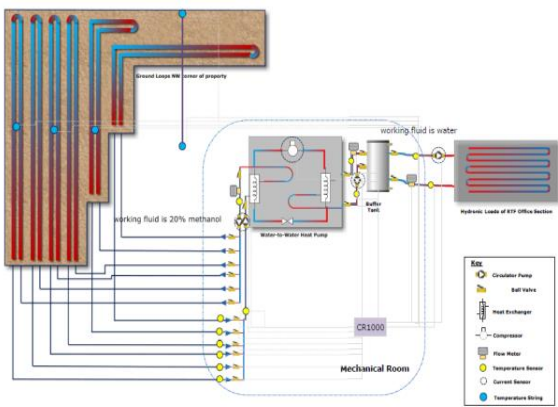 Ground Loops NW corner of property
working fluid is water
working fluid is 20% methanol
Water-to-Water Heat Pump
Buffer
Tank
Hydronic Loads of RTF Office Section
CR1000
Mechanical Room
Key
Circulator Pump
Ball Valve
Heat Exchanger
Compressor
Flow Meter
Temperature Sensor
Current Sensor
Temperature String